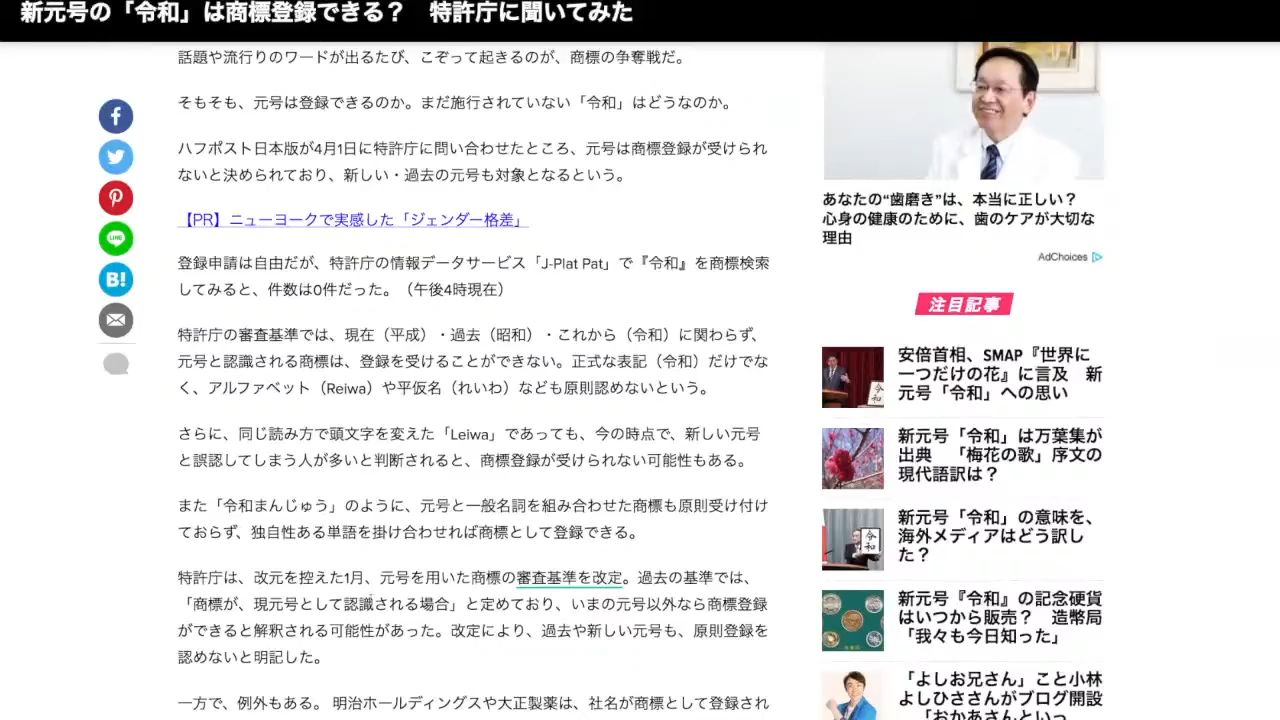 新元号の「令和」は商標登録できる？　特許庁に聞いてみた
話題や流行りのワードが出るたび、こぞって起きるのが、商標の争奪戦だ。
そもそも、元号は登録できるのか。まだ施行されていない「令和」はどうなのか。
ハフポスト日本版が4月1日に特許庁に問い合わせたところ、元号は商標登録が受けられ
ないと決められており、新しい・過去の元号も対象となるという。
【PR】ニューヨークで実感した「ジェンダー格差」
登録申請は自由だが、特許庁の情報データサービス「J-Plat Pat」で『令和』を商標検索
してみると、件数は0件だった。（午後4時現在）
特許庁の審査基準では、現在（平成）・過去（昭和）・これから（令和）に関わらず、
元号と認識される商標は、登録を受けることができない。正式な表記（令和）だけでな
く、アルファベット（Reiwa）や平仮名（れいわ）なども原則認めないという。
さらに、同じ読み方で頭文字を変えた「Leiwa」であっても、今の時点で、新しい元号
と誤認してしまう人が多いと判断されると、商標登録が受けられない可能性もある。
また「令和まんじゅう」のように、元号と一般名詞を組み合わせた商標も原則受け付け
ておらず、独自性ある単語を掛け合わせれば商標として登録できる。
特許庁は、改元を控えた1月、元号を用いた商標の審査基準を改定。過去の基準では、
「商標が、現元号として認識される場合」と定めており、いまの元号以外なら商標登録
ができると解釈される可能性があった。改定により、過去や新しい元号も、原則登録を
認めないと明記した。
一方で、例外もある。 明治ホールディングスや大正製薬は、社名が商標として登録され
LINE
B!
あなたの“歯磨き”は、本当に正しい？
心身の健康のために、歯のケアが大切な
理由
AdChoices
注目記事
安倍首相、SMAP『世界に
一つだけの花』に言及　新
元号「令和」への思い
令和
新元号「令和」は万葉集が
出典　「梅花の歌」序文の
現代語訳は？
新元号「令和」の意味を、
海外メディアはどう訳し
た？
令和
新元号『令和』の記念硬貨
はいつから販売？　造幣局
「我々も今日知った」
「よしお兄さん」こと小林
よしひささんがブログ開設
「おかあさんといっ